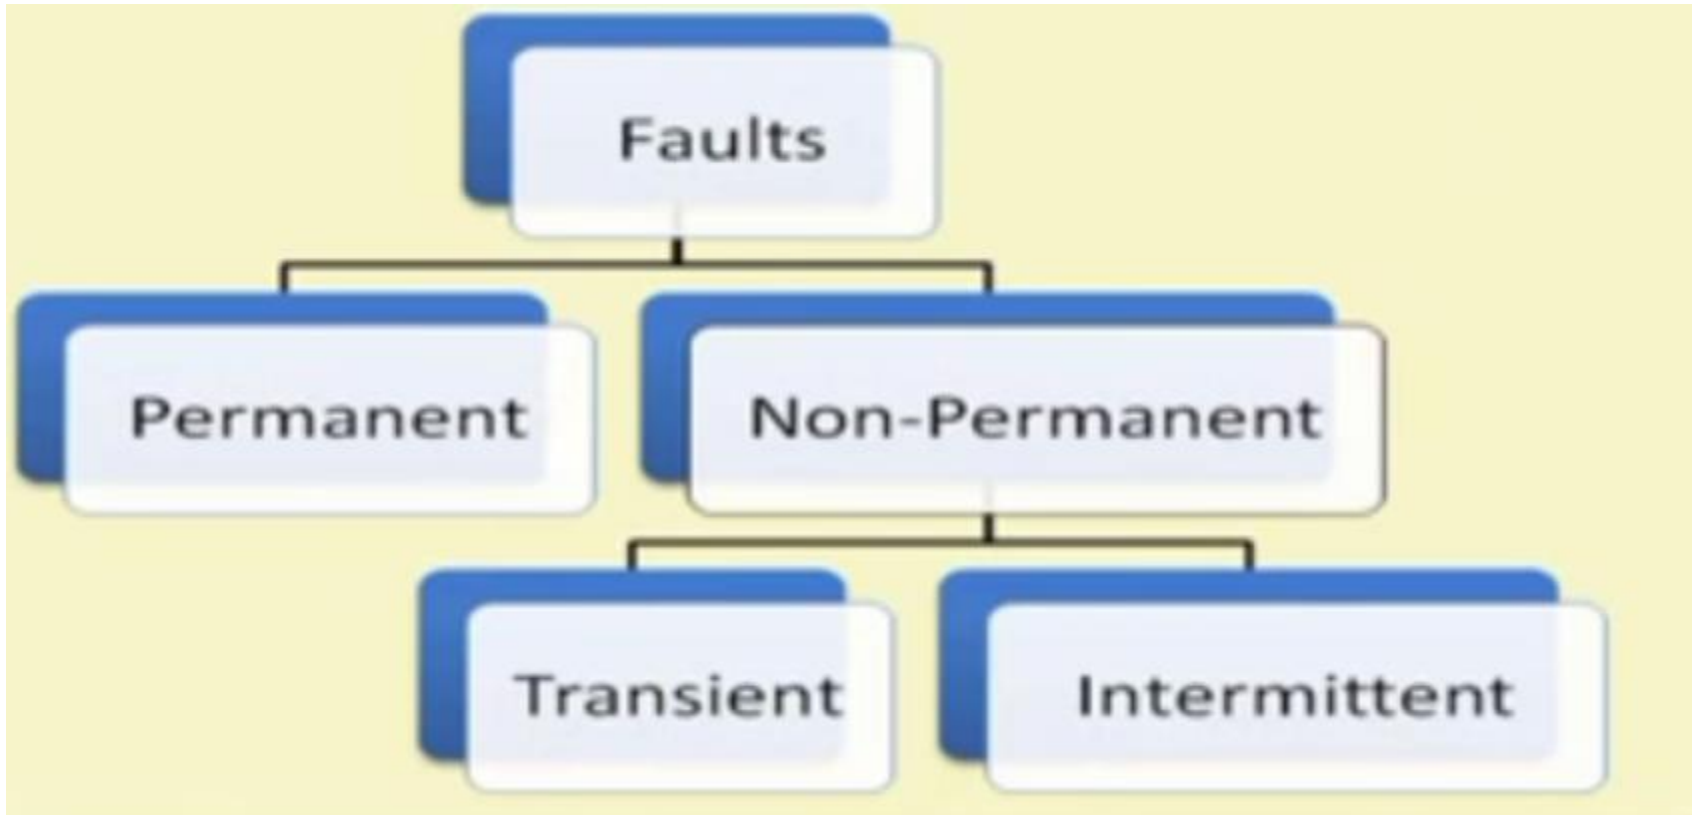 Faults
Permanent
Non-Permanent
Transient
Intermittent